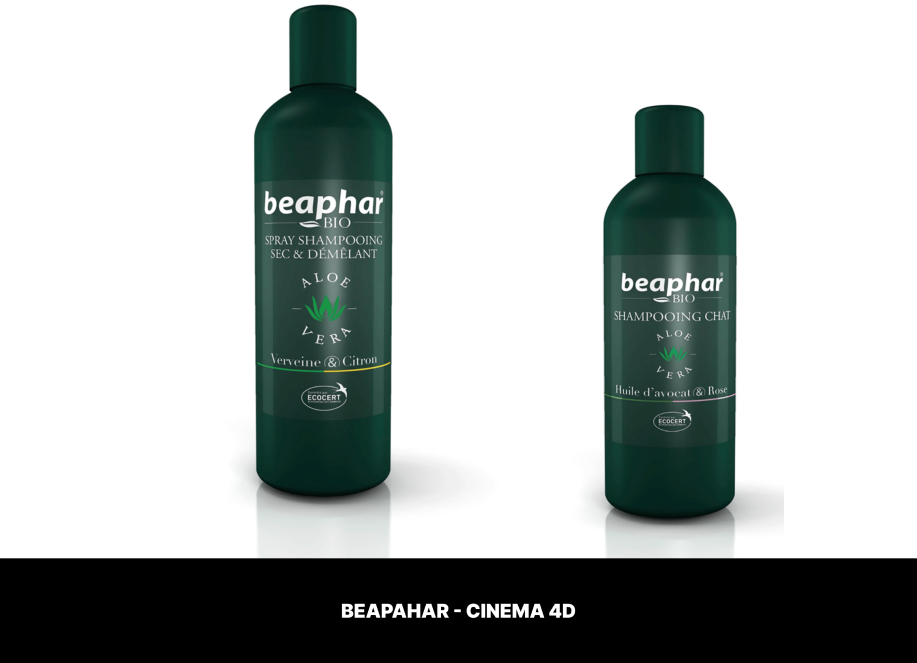 beaphar®
BIO
SPRAY SHAMPOOING
SEC & DÉMÊLANT
ALOE
VERA
Verveine & Citron
ECOCERT
beaphar®
BIO
SHAMPOOING CHAT
ALOE
VERA
Huile d'avocat & Rose
ECOCERT
BEAPAHAR - CINEMA 4D